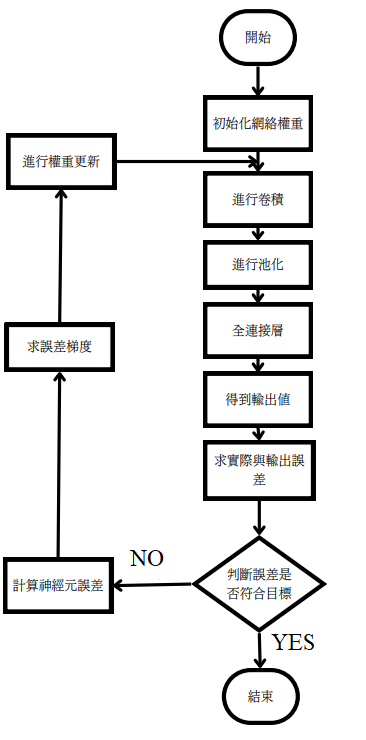 開始
初始化網絡權重
進行權重更新
進行卷積
進行池化
全連接層
求誤差梯度
得到輸出値
求實際與輸出誤
差
NO
判斷誤差是
否符合目標
計算神經元誤差
YES
結束